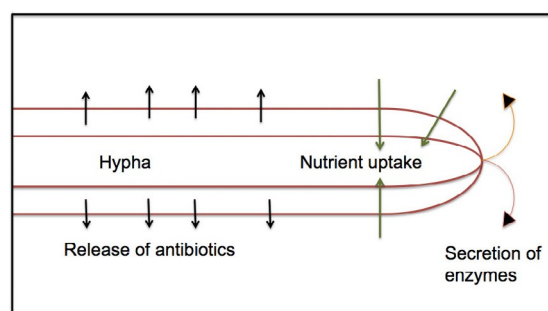 Hypha
Nutrient uptake
Release of antibiotics
Secretion of
enzymes